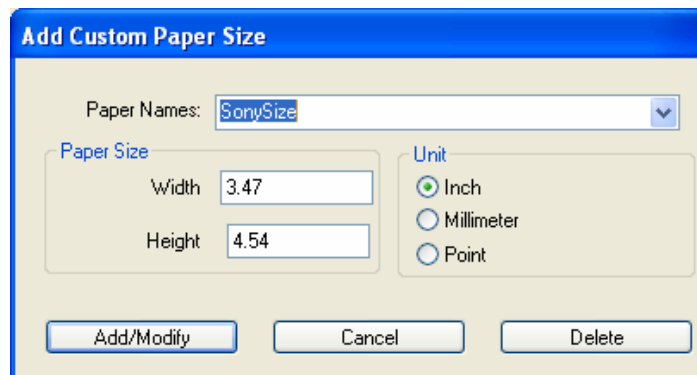 Add Custom Paper Size
Paper Names: SonySize
Paper Size
Width 3.47
Height 4.54
Unit
Inch
Millimeter
Point
Add/Modify Cancel Delete